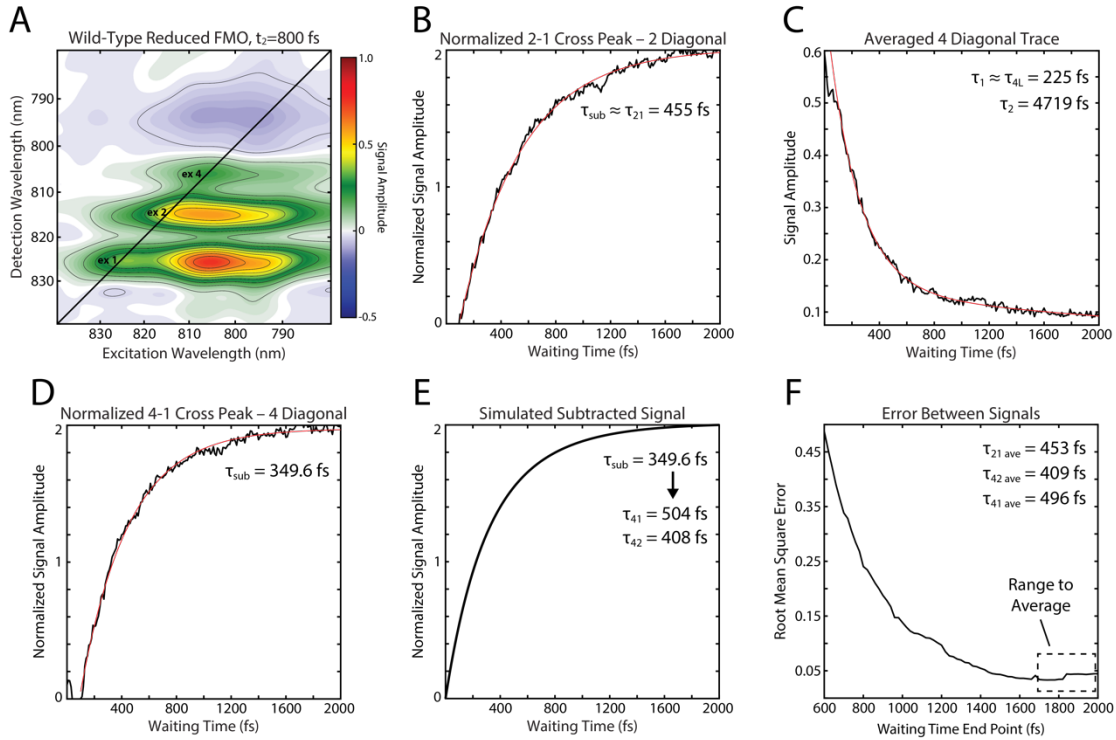 A
Wild-Type Reduced FMO, t₂=800 fs
Detection Wavelength (nm)
790
800
810
820
830
ex 4
ex 2
ex 1
830 820 810 800 790
Excitation Wavelength (nm)
1.0
0.5
0
-0.5
Signal Amplitude
B
Normalized 2-1 Cross Peak – 2 Diagonal
Normalized Signal Amplitude
2
1
0
τsub ≈ τ21 = 455 fs
400 800 1200 1600 2000
Waiting Time (fs)
C
Averaged 4 Diagonal Trace
Signal Amplitude
0.6
0.5
0.4
0.3
0.2
0.1
τ1 ≈ τ4L = 225 fs
τ2 = 4719 fs
400 800 1200 1600 2000
Waiting Time (fs)
D
Normalized 4-1 Cross Peak – 4 Diagonal
Normalized Signal Amplitude
2
1
0
τsub = 349.6 fs
400 800 1200 1600 2000
Waiting Time (fs)
E
Simulated Subtracted Signal
Normalized Signal Amplitude
2
1
0
τsub = 349.6 fs
τ41 = 504 fs
τ42 = 408 fs
400 800 1200 1600 2000
Waiting Time (fs)
F
Error Between Signals
Root Mean Square Error
0.45
0.35
0.25
0.15
0.05
τ21 ave = 453 fs
τ42 ave = 409 fs
τ41 ave = 496 fs
Range to
Average
600 800 1000 1200 1400 1600 1800 2000
Waiting Time End Point (fs)